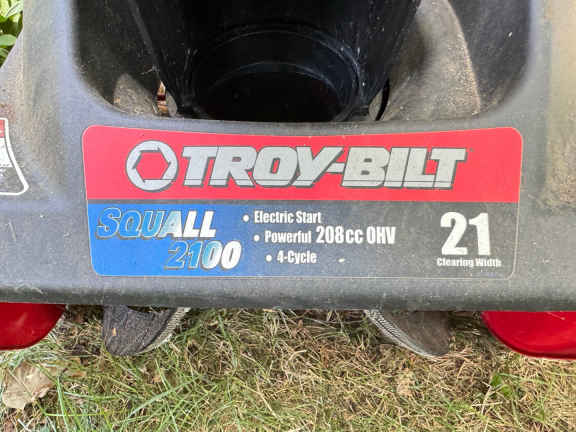 TROY-BILT
SQUALL
2100
• Electric Start
• Powerful 208cc OHV
• 4-Cycle
21
Clearing Width